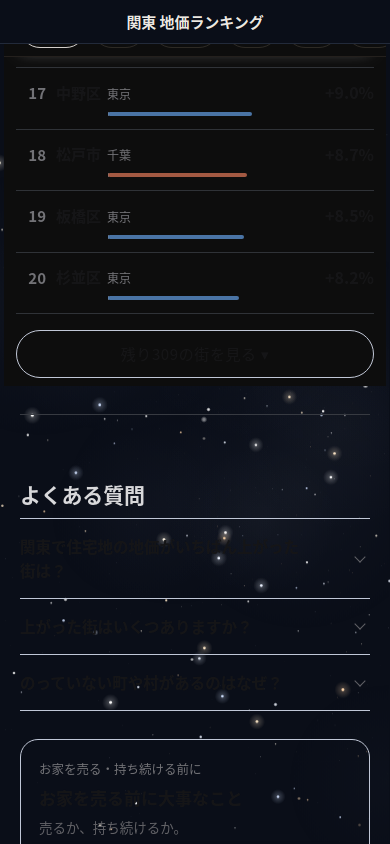 関東 地価ランキング
17 中野区 東京 +9.0%
18 松戸市 千葉 +8.7%
19 板橋区 東京 +8.5%
20 杉並区 東京 +8.2%
残り309の街を見る ▾
よくある質問
街は？
上がった街はいくつありますか？
のっていない町や村があるのはなぜ？
お家を売る・持ち続ける前に
お家を売る前に大事なこと
売るか、持ち続けるか。